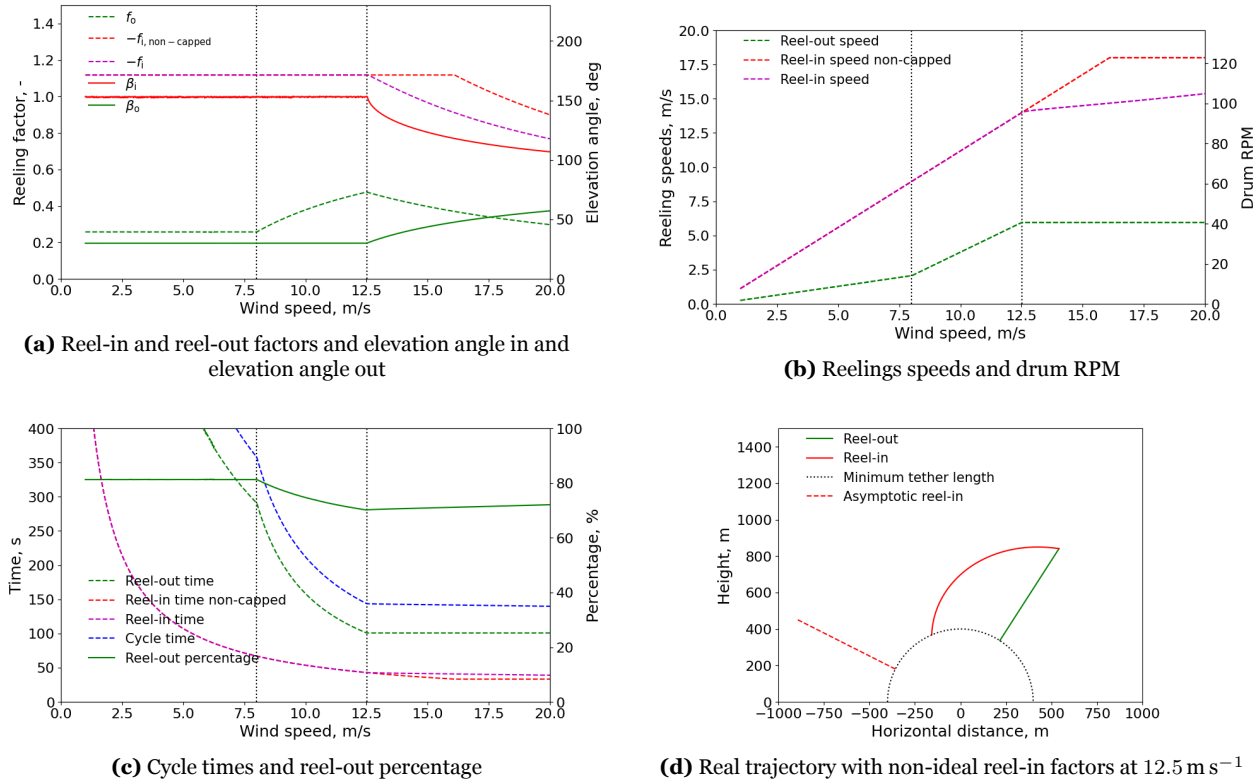 1.4
1.2
1.0
0.8
0.6
0.4
0.2
0.0
Reeling factor, -
f_o
−f_i, non−capped
−f_i
β_i
β_o
200
150
100
50
0
Elevation angle, deg
0.0 2.5 5.0 7.5 10.0 12.5 15.0 17.5 20.0
Wind speed, m/s
(a) Reel-in and reel-out factors and elevation angle in and
elevation angle out
20.0
17.5
15.0
12.5
10.0
7.5
5.0
2.5
0.0
Reeling speeds, m/s
Reel-out speed
Reel-in speed non-capped
Reel-in speed
120
100
80
60
40
20
0
Drum RPM
0.0 2.5 5.0 7.5 10.0 12.5 15.0 17.5 20.0
Wind speed, m/s
(b) Reelings speeds and drum RPM
400
350
300
250
200
150
100
50
0
Time, s
Reel-out time
Reel-in time non-capped
Reel-in time
Cycle time
Reel-out percentage
100
80
60
40
20
0
Percentage, %
0.0 2.5 5.0 7.5 10.0 12.5 15.0 17.5 20.0
Wind speed, m/s
(c) Cycle times and reel-out percentage
1400
1200
1000
800
600
400
200
0
Height, m
Reel-out
Reel-in
Minimum tether length
Asymptotic reel-in
−1000 −750 −500 −250 0 250 500 750 1000
Horizontal distance, m
(d) Real trajectory with non-ideal reel-in factors at 12.5 m s⁻¹